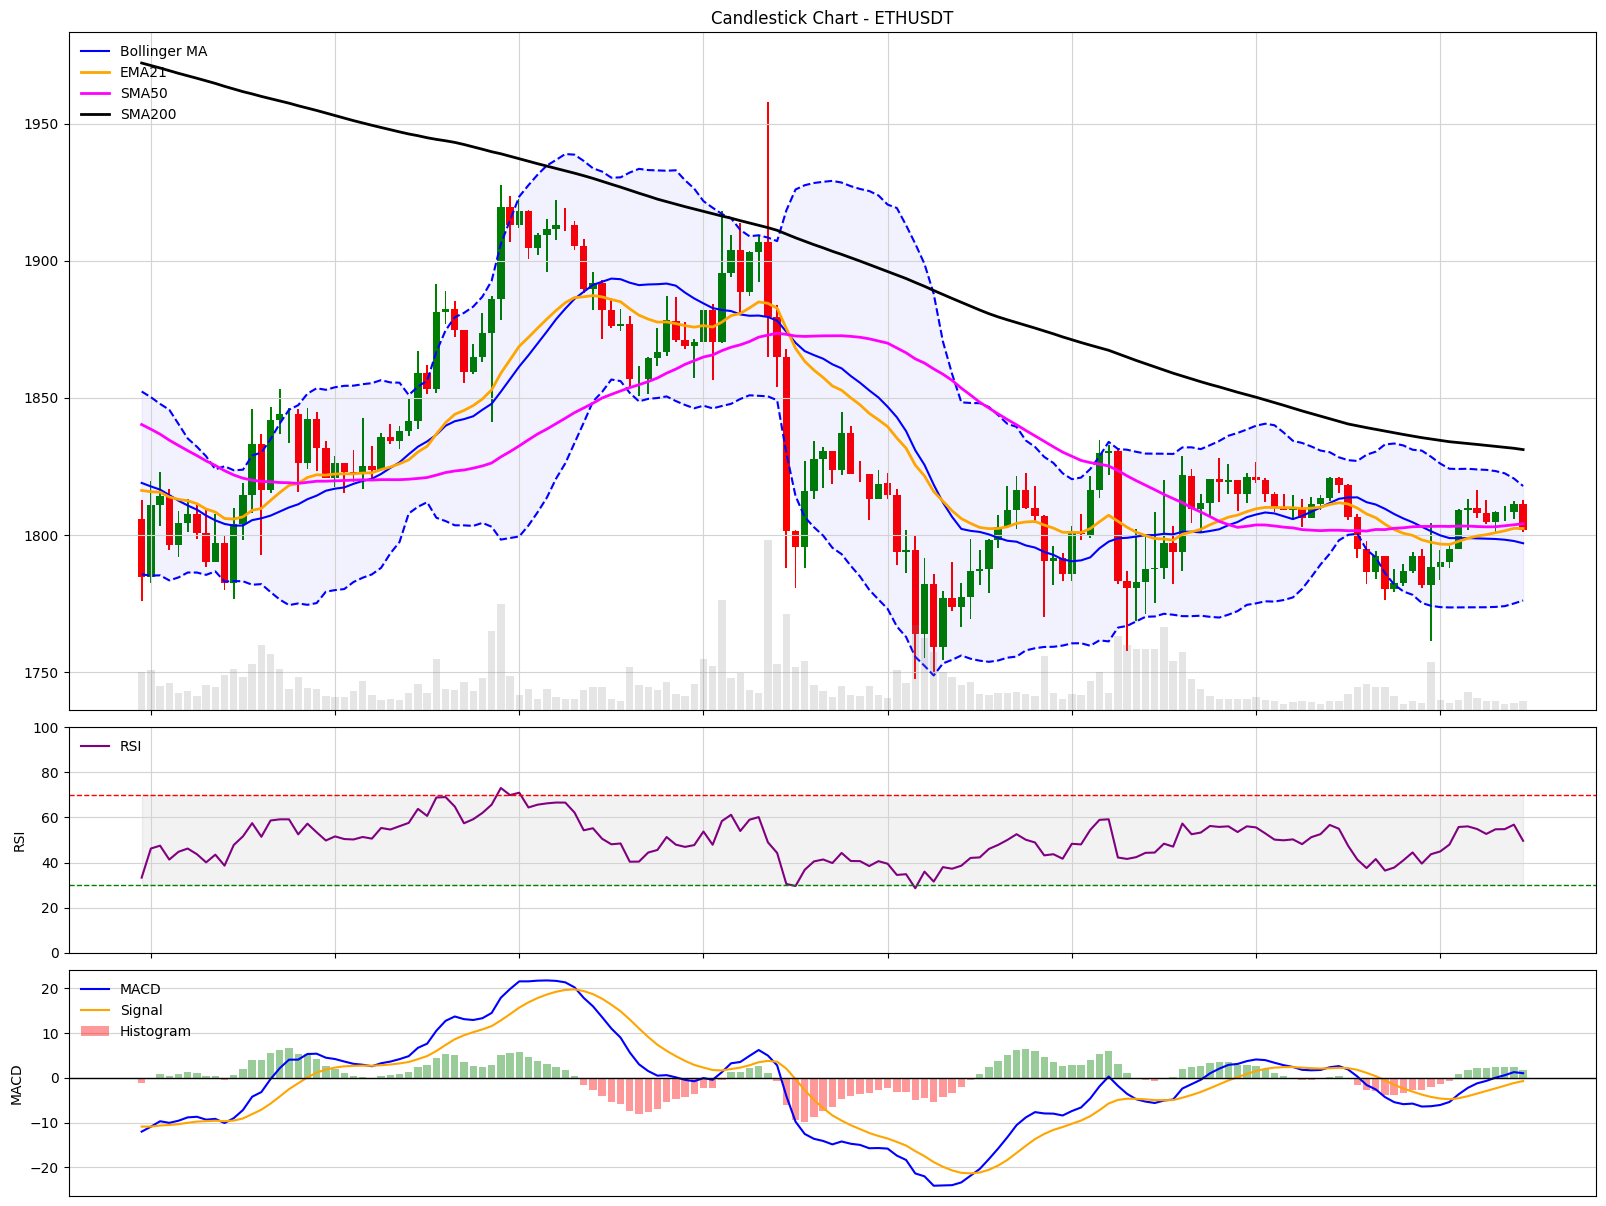 Candlestick Chart - ETHUSDT
Bollinger MA
EMA21
SMA50
SMA200
1950
1900
1850
1800
1750
RSI
100
80
60
40
20
0
RSI
MACD
Signal
Histogram
20
10
0
−10
−20
MACD